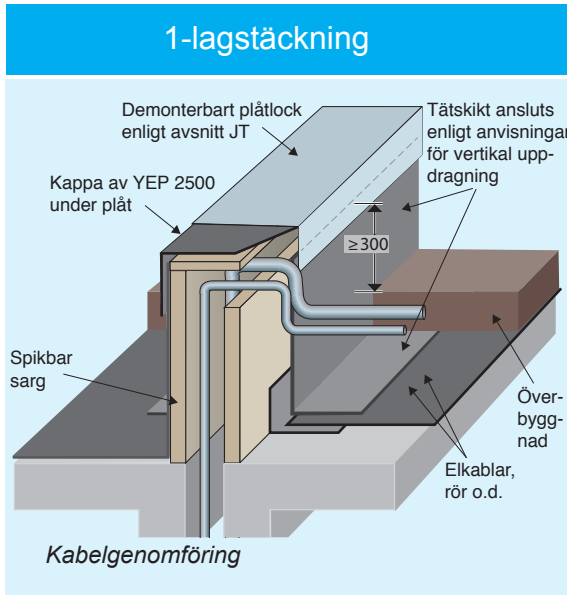 1-lagstäckning
Demonterbart plåtlock
enligt avsnitt JT
Tätskikt ansluts
enligt anvisningar
för vertikal upp-
dragning
Kappa av YEP 2500
under plåt
≥300
Spikbar
sarg
Över-
bygg-
nad
Elkablar,
rör o.d.
Kabelgenomföring